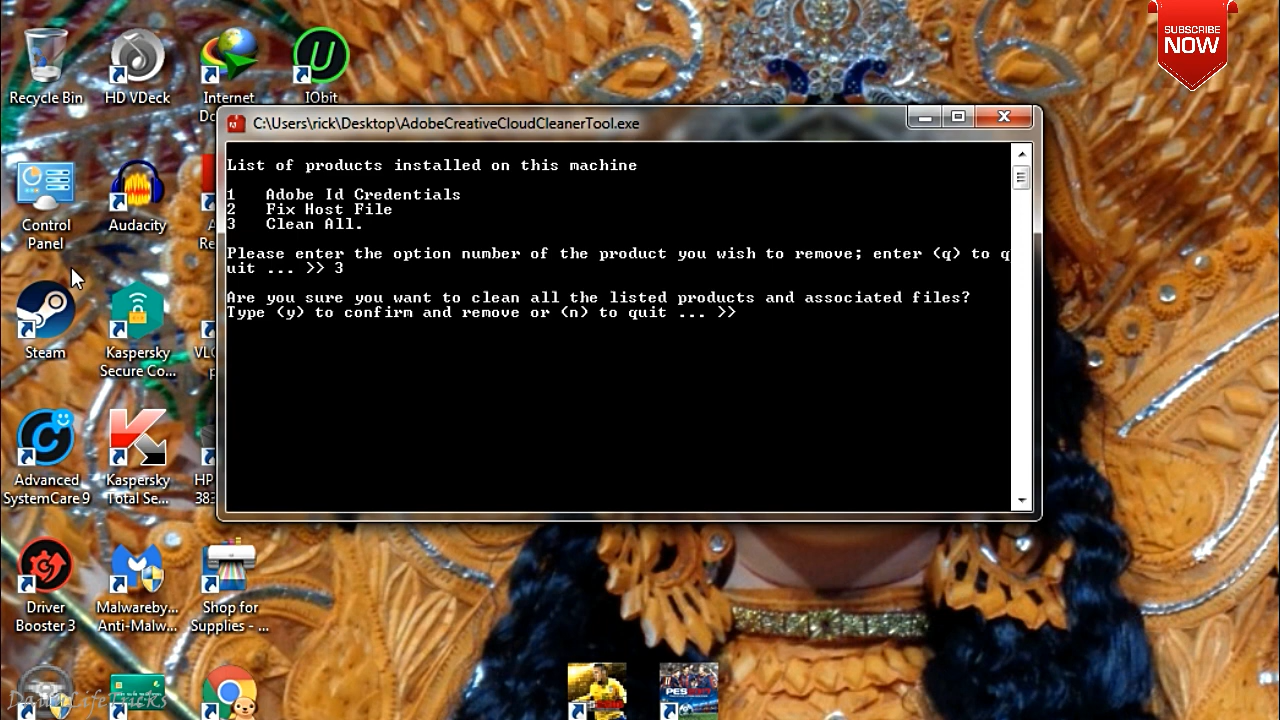 SUBSCRIBE
NOW
Recycle Bin
HD VDeck
Internet
IObit
C:\Users\rick\Desktop\AdobeCreativeCloudCleanerTool.exe
List of products installed on this machine
1 Adobe Id Credentials
2 Fix Host File
3 Clean All.
Please enter the option number of the product you wish to remove; enter (q) to q
uit ... >> 3
Are you sure you want to clean all the listed products and associated files?
Type (y) to confirm and remove or (n) to quit ... >>
Control
Panel
Audacity
Steam
Kaspersky
Secure Co...
Advanced
SystemCare 9
Kaspersky
Total Se...
HP
Driver
Booster 3
Malwareby...
Anti-Malw...
Shop for
Supplies - ...
PES 2017